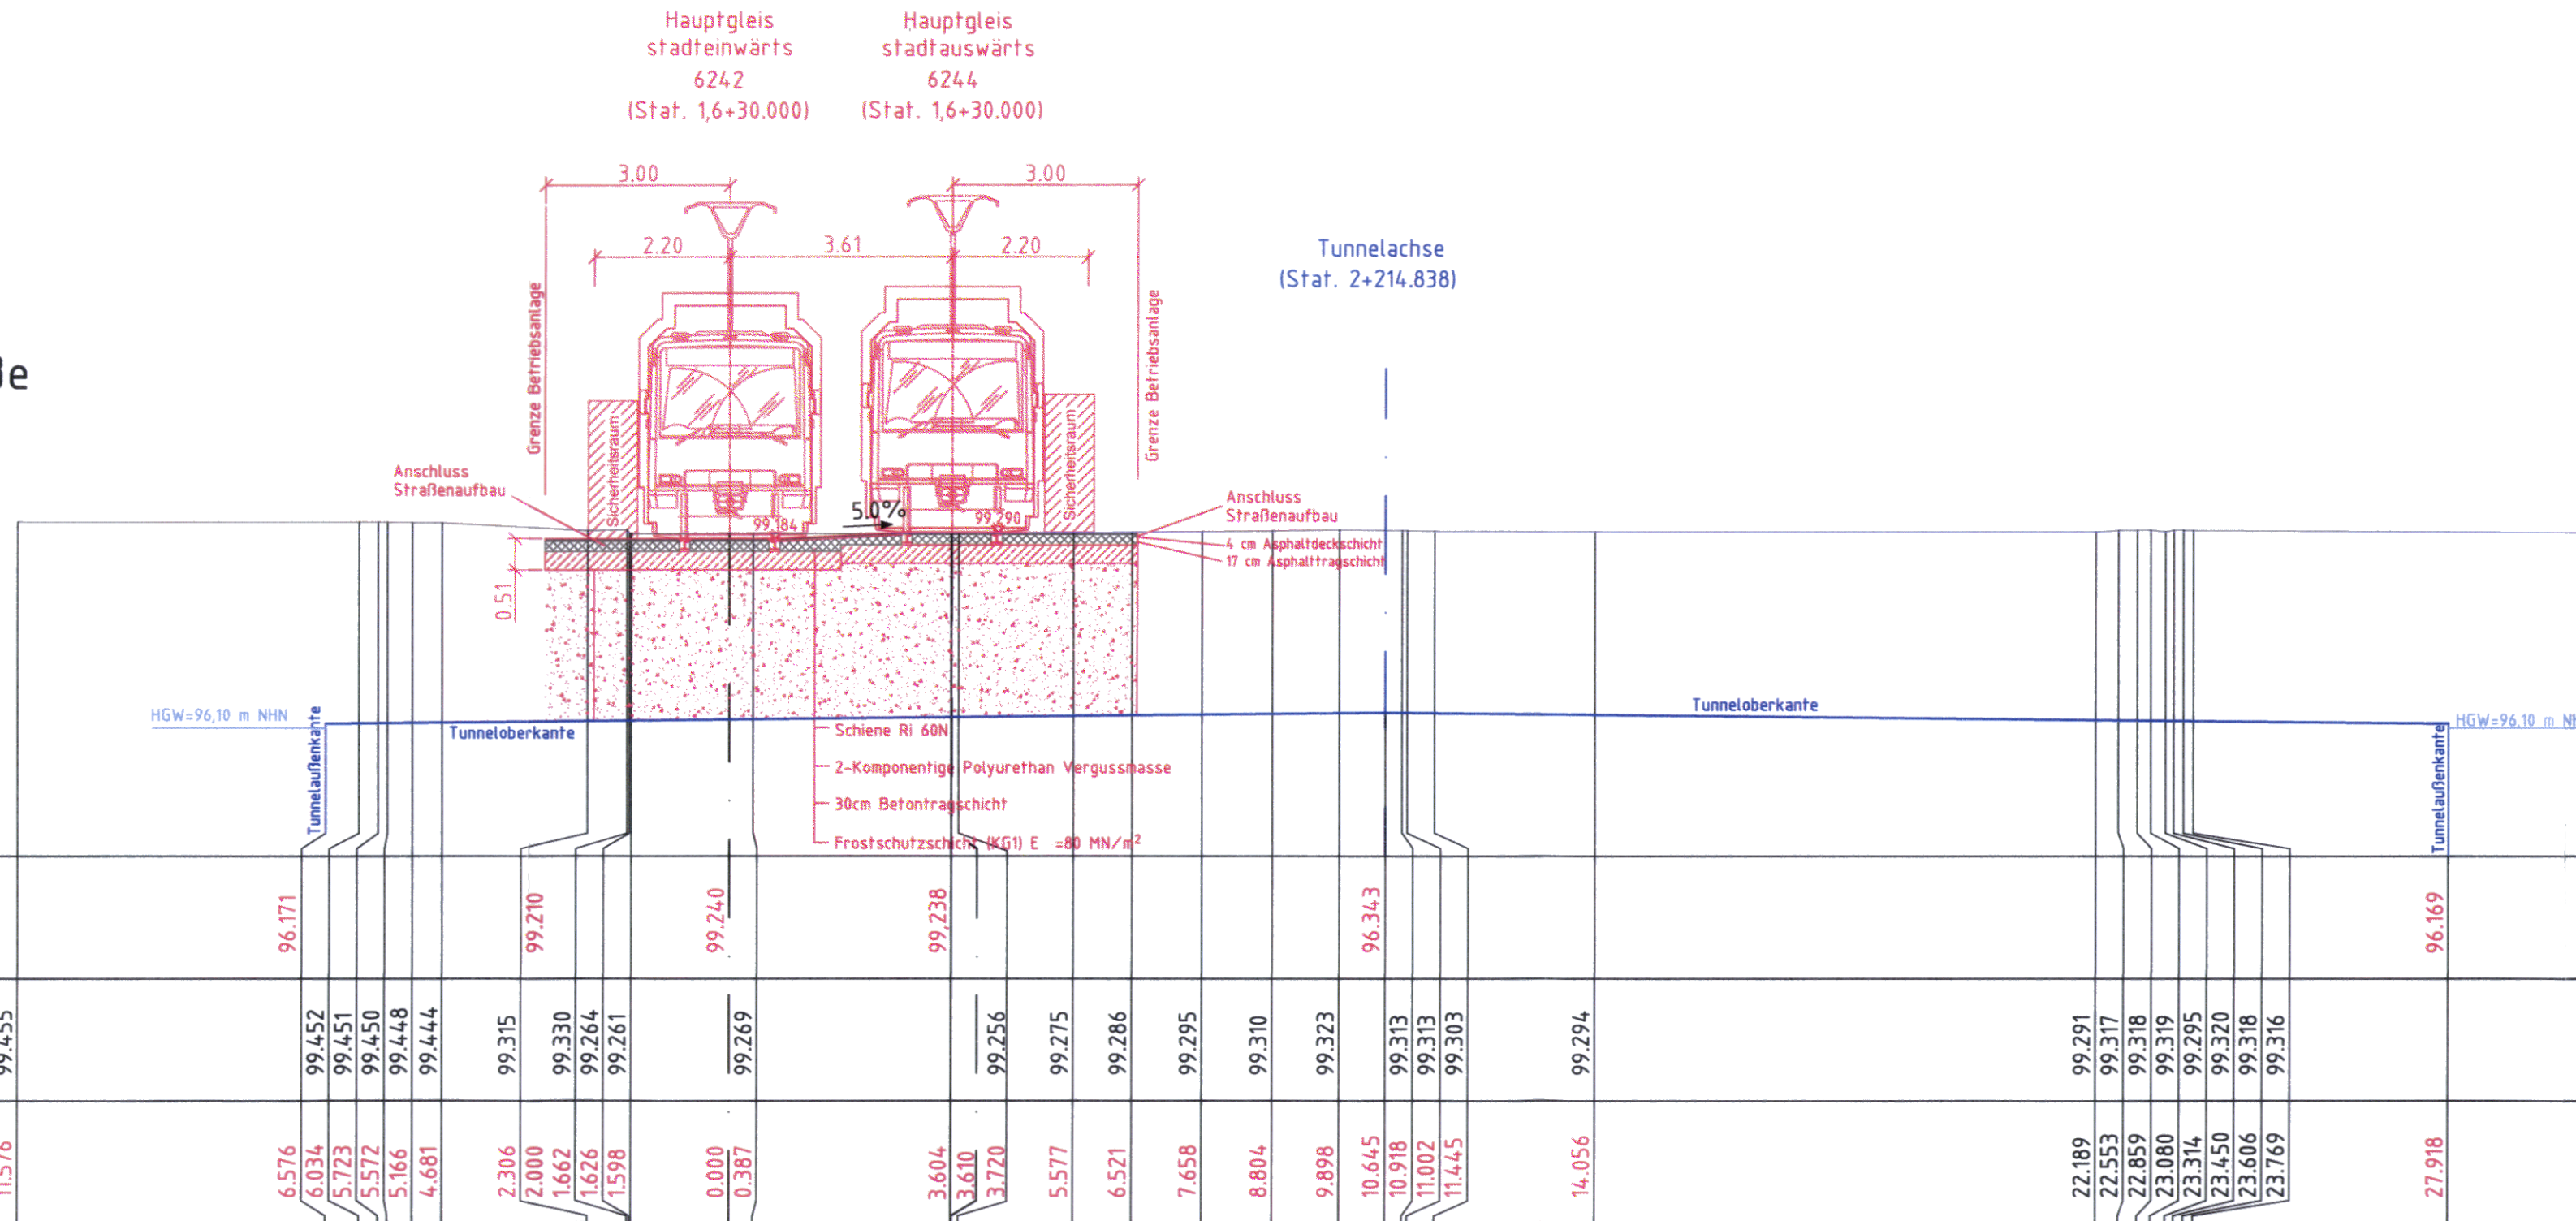 Hauptgleis
stadteinwärts
6242
(Stat. 1,6+30.000)
Hauptgleis
stadtauswärts
6244
(Stat. 1,6+30.000)
3.00
3.00
2.20
3.61
2.20
Tunnelachse
(Stat. 2+214.838)
Grenze Betriebsanlage
Grenze Betriebsanlage
Sicherheitsraum
Sicherheitsraum
Anschluss
Straßenaufbau
99.184
5.0%
99.290
Anschluss
Straßenaufbau
4 cm Asphaltdeckschicht
17 cm Asphalttragschicht
0.51
HGW=96,10 m NHN
Tunnelaußenkante
Tunneloberkante
Schiene Ri 60N
2-Komponentige Polyurethan Vergussmasse
30cm Betontragschicht
Frostschutzschicht (KG1) E =80 MN/m²
Tunneloberkante
HGW=96,10 m
Tunnelaußenkante
96.171
99.210
99.240
99,238
96.343
96.169
99.455
99.452
99.451
99.450
99.448
99.444
99.315
99.330
99.264
99.261
99.269
99.256
99.275
99.286
99.295
99.310
99.323
99.313
99.313
99.303
99.294
99.291
99.317
99.318
99.319
99.295
99.320
99.318
99.316
11.576
6.576
6.034
5.723
5.572
5.166
4.681
2.306
2.000
1.662
1.626
1.598
0.000
0.387
3.604
3.610
3.720
5.577
6.521
7.658
8.804
9.898
10.645
10.918
11.002
11.445
14.056
22.189
22.553
22.859
23.080
23.314
23.450
23.606
23.769
27.918